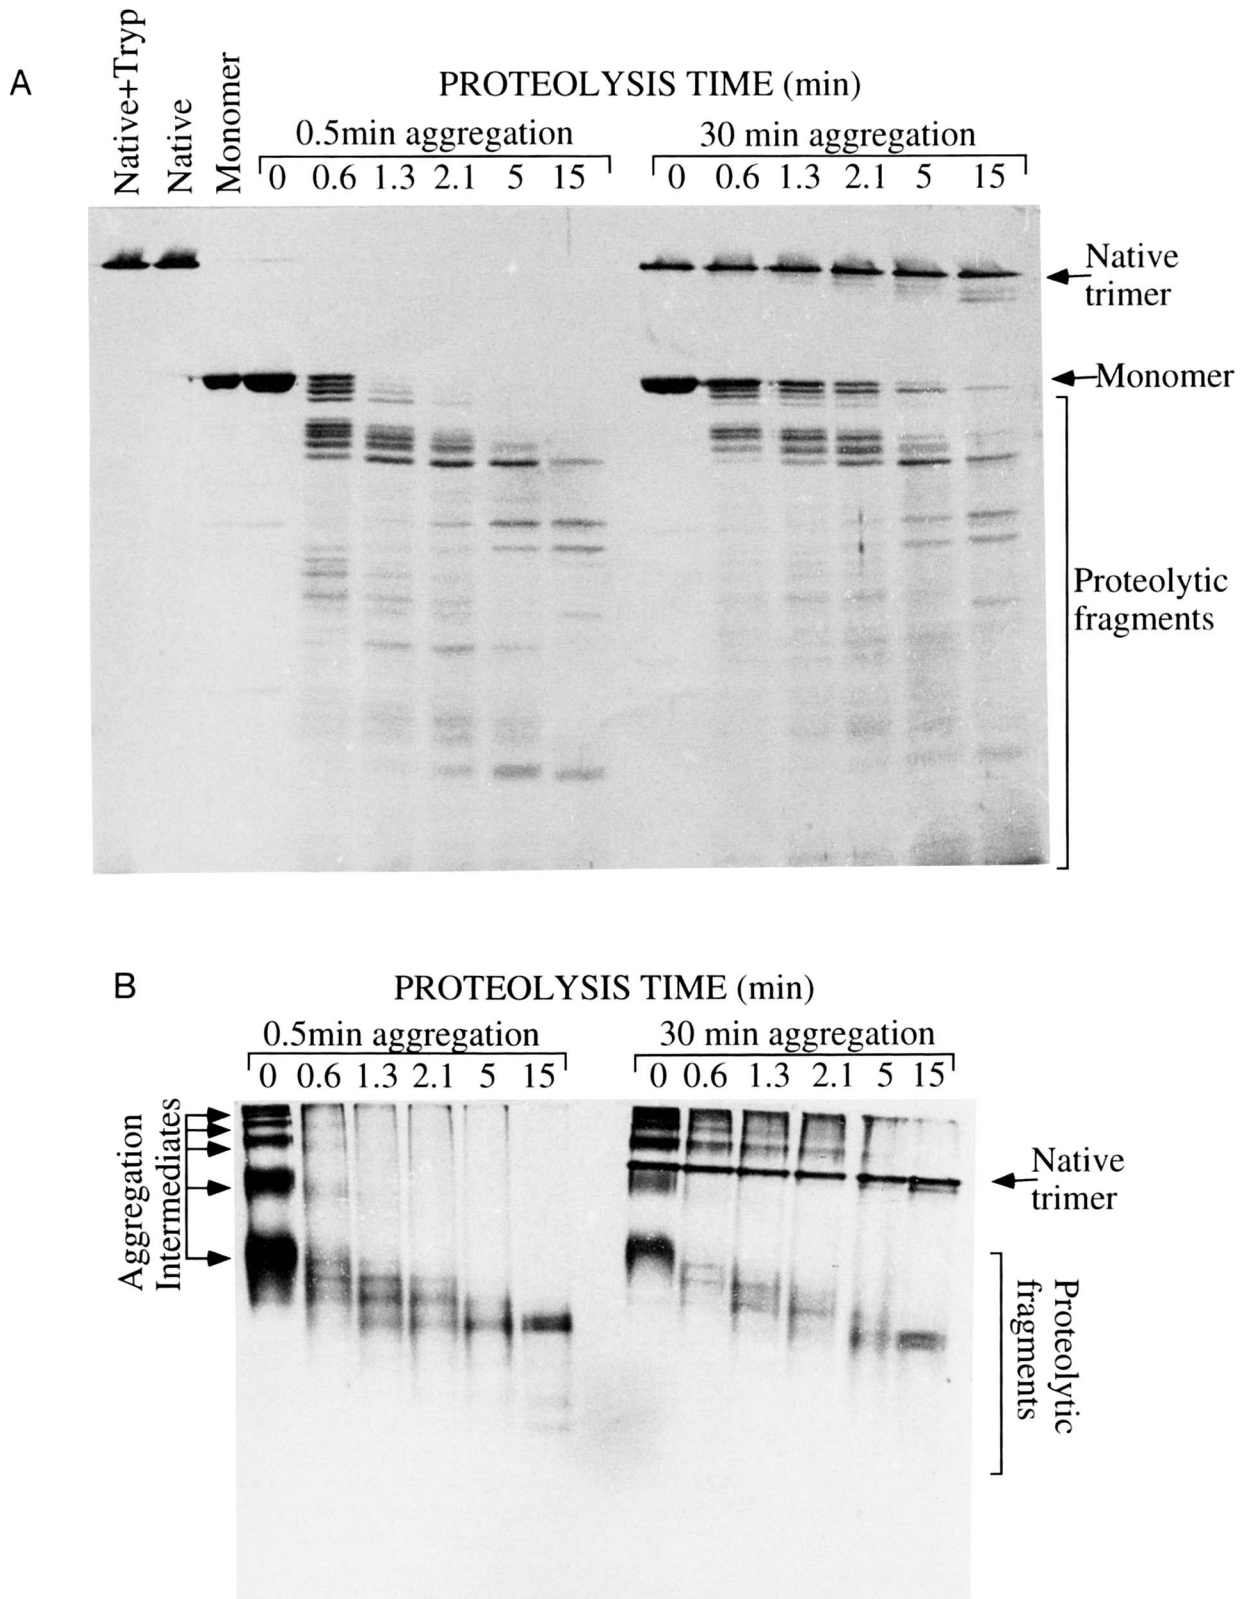 A
Native+Tryp
Native
Monomer
PROTEOLYSIS TIME (min)
0.5min aggregation
30 min aggregation
0 0.6 1.3 2.1 5 15
0 0.6 1.3 2.1 5 15
Native
trimer
Monomer
Proteolytic
fragments
B
PROTEOLYSIS TIME (min)
0.5min aggregation
30 min aggregation
0 0.6 1.3 2.1 5 15
0 0.6 1.3 2.1 5 15
Aggregation
Intermediates
Native
trimer
Proteolytic
fragments